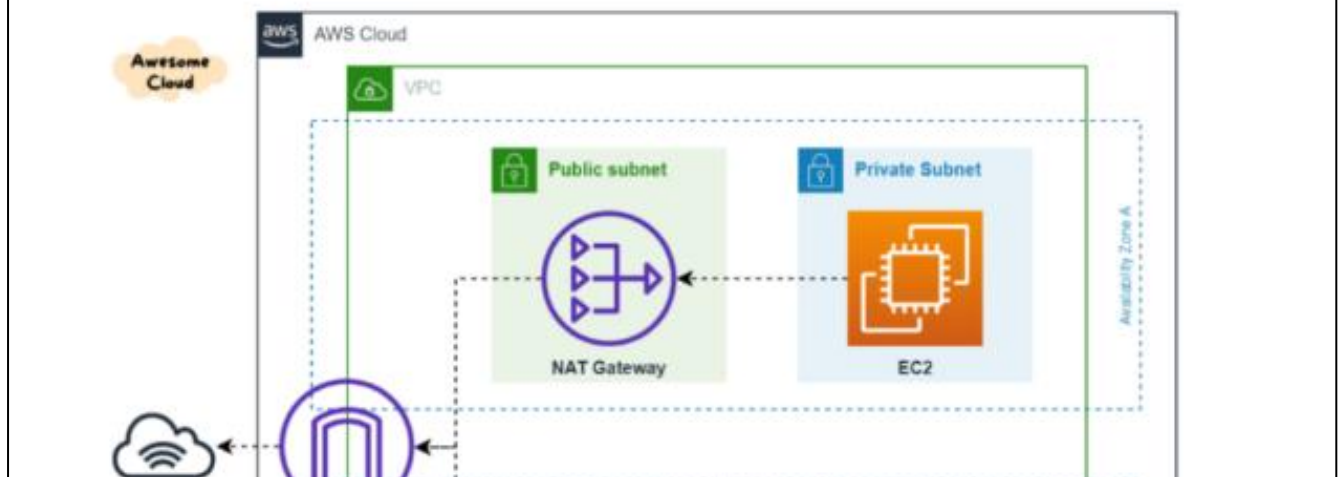 aws
AWS Cloud
Awesome
Cloud
VPC
Public subnet
Private Subnet
Availability Zone A
NAT Gateway
EC2